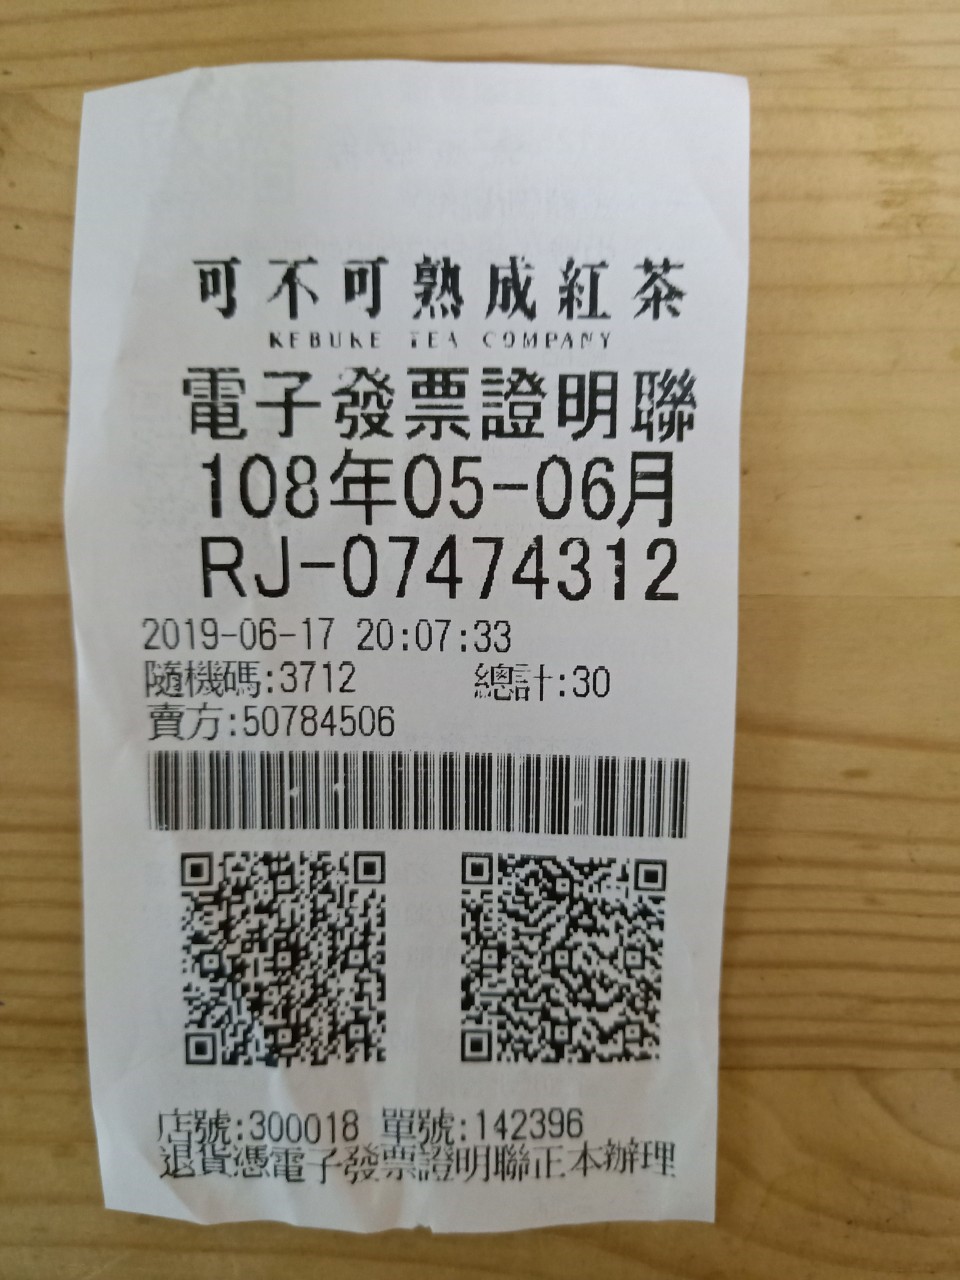 可不可熟成紅茶
KEBUKE TEA COMPANY
電子發票證明聯
108年05-06月
RJ-07474312
2019-06-17 20:07:33
隨機碼:3712 總計:30
賣方:50784506
店號:300018 單號:142396
退貨憑電子發票證明聯正本辦理